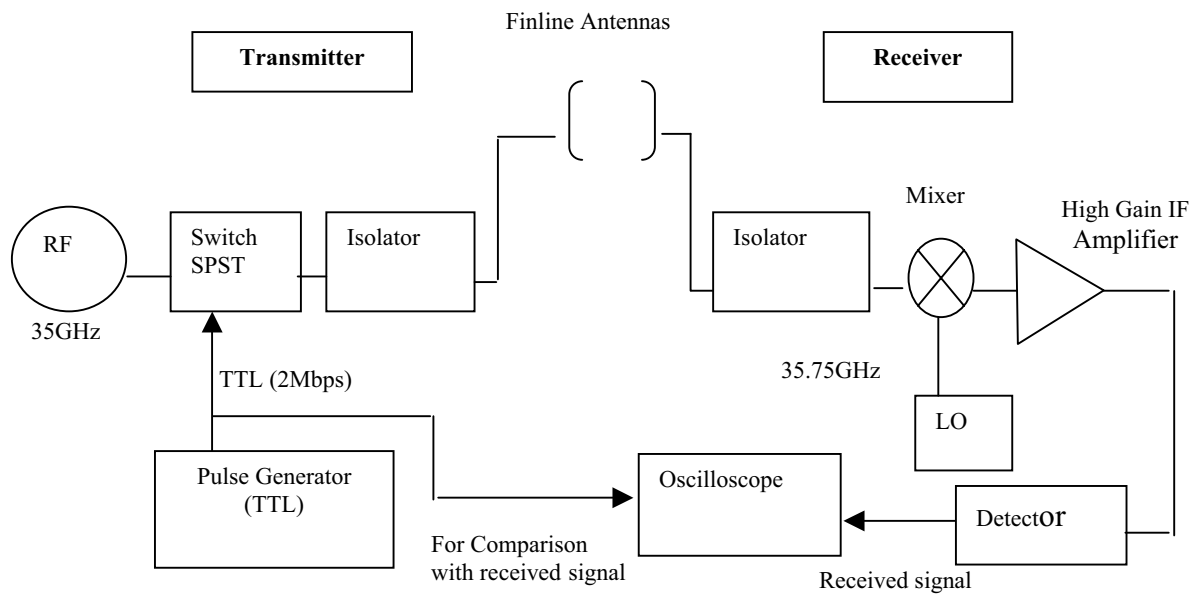 Finline Antennas
Transmitter
Receiver
RF
35GHz
Switch
SPST
Isolator
Isolator
Mixer
High Gain IF
Amplifier
TTL (2Mbps)
35.75GHz
LO
Pulse Generator
(TTL)
Oscilloscope
Detector
For Comparison
with received signal
Received signal